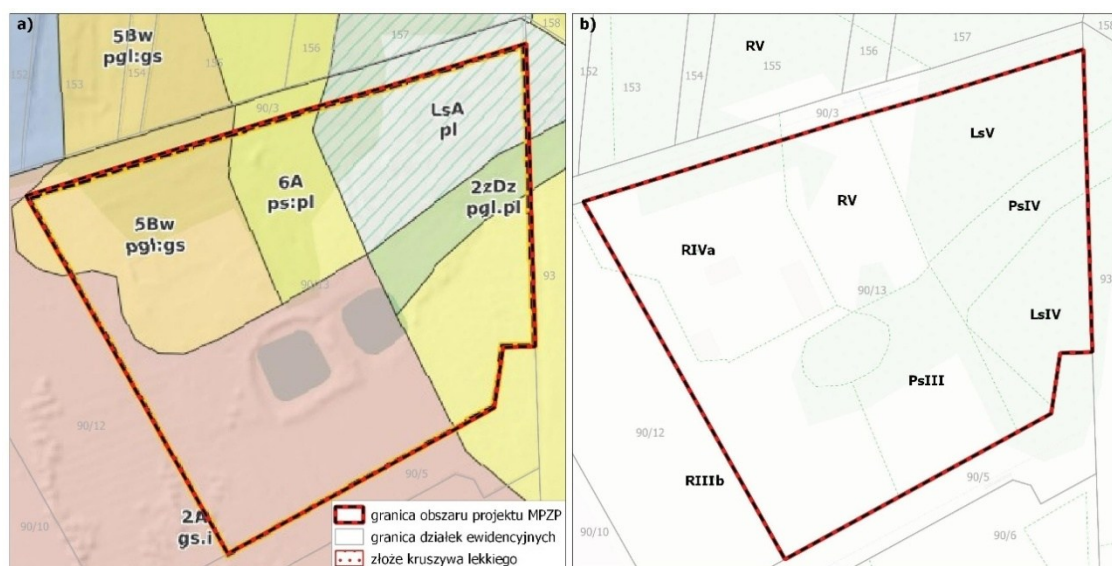 a)
5Bw
pgl:gs
152
153
154
155
156
157
158
90/3
LsA
pl
6A
ps:pl
2zDz
pgl.pl
5Bw
pgl:gs
93
90/13
90/12
90/5
2A
gs.i
90/10
granica obszaru projektu MPZP
granica działek ewidencyjnych
złoże kruszywa lekkiego
b)
RV
152
153
154
155
156
157
158
90/3
LsV
RV
PsIV
RIVa
93
90/13
LsIV
PsIII
90/12
RIIIb
90/5
90/10
90/6